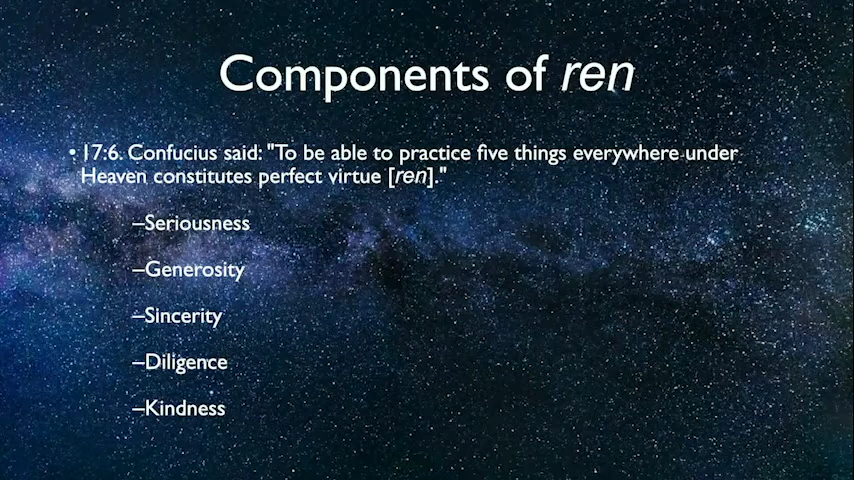 Components of ren
• 17:6. Confucius said: "To be able to practice five things everywhere under
Heaven constitutes perfect virtue [ren]."
–Seriousness
–Generosity
–Sincerity
–Diligence
–Kindness